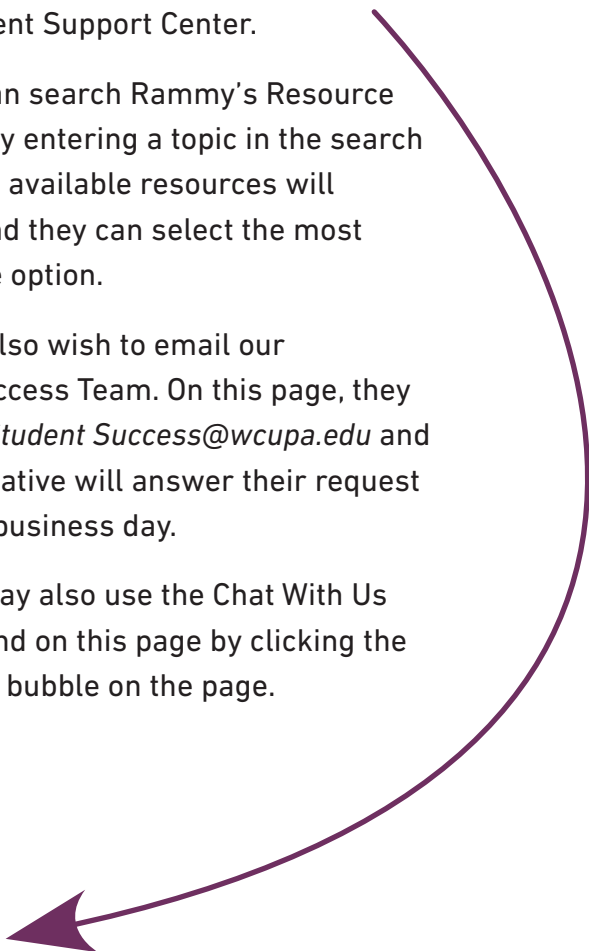 ent Support Center.
an search Rammy's Resource
y entering a topic in the search
available resources will
d they can select the most
option.
lso wish to email our
ccess Team. On this page, they
tudent Success@wcupa.edu and
ative will answer their request
business day.
ay also use the Chat With Us
nd on this page by clicking the
bubble on the page.